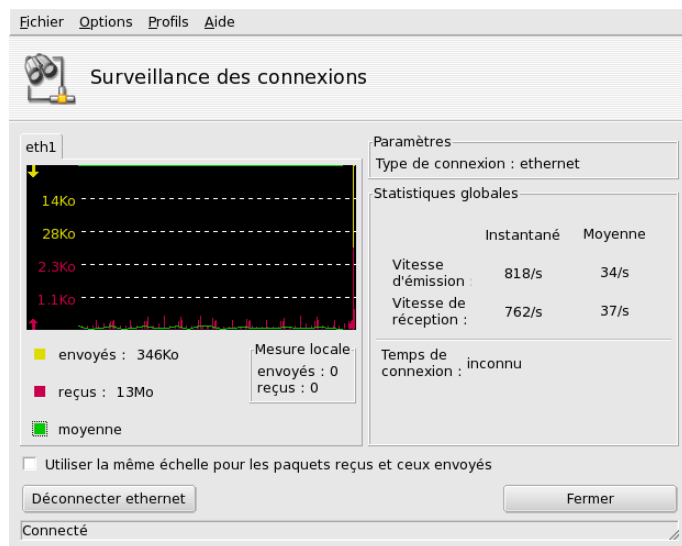 Fichier Options Profils Aide
Surveillance des connexions
eth1
14Ko
28Ko
2.3Ko
1.1Ko
envoyés : 346Ko
reçus : 13Mo
moyenne
Mesure locale
envoyés : 0
reçus : 0
Paramètres
Type de connexion : ethernet
Statistiques globales
Instantané Moyenne
Vitesse
d'émission : 818/s 34/s
Vitesse de
réception : 762/s 37/s
Temps de
connexion : inconnu
Utiliser la même échelle pour les paquets reçus et ceux envoyés
Déconnecter ethernet Fermer
Connecté